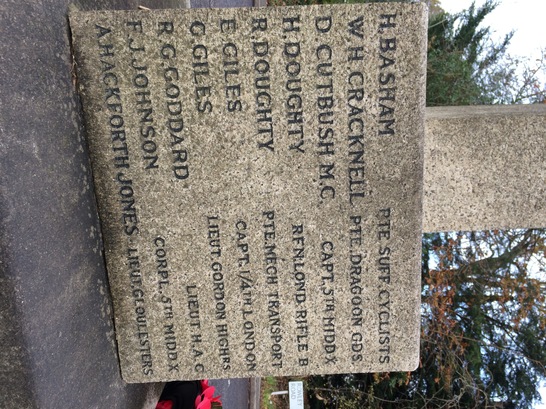 H. BASHAM PTE. SUFF. CYCLISTS
W. H. CRACKNELL PTE. DRAGOON GDS.
D. CUTBUSH M.C. CAPT. 5TH MIDDX.
H. DOUGHTY RFN. LOND. RIFLE B
R. DOUGHTY PTE. MECH. TRANSPORT
E. GILES CAPT. 1/4TH LONDON
G. GILES LIEUT. GORDON HIGHRS
R. G. GODDARD LIEUT. H.A.C
F. J. JOHNSON CORPL. 5TH MIDDX
A. HACKFORTH JONES LIEUT. GLOUCESTERS